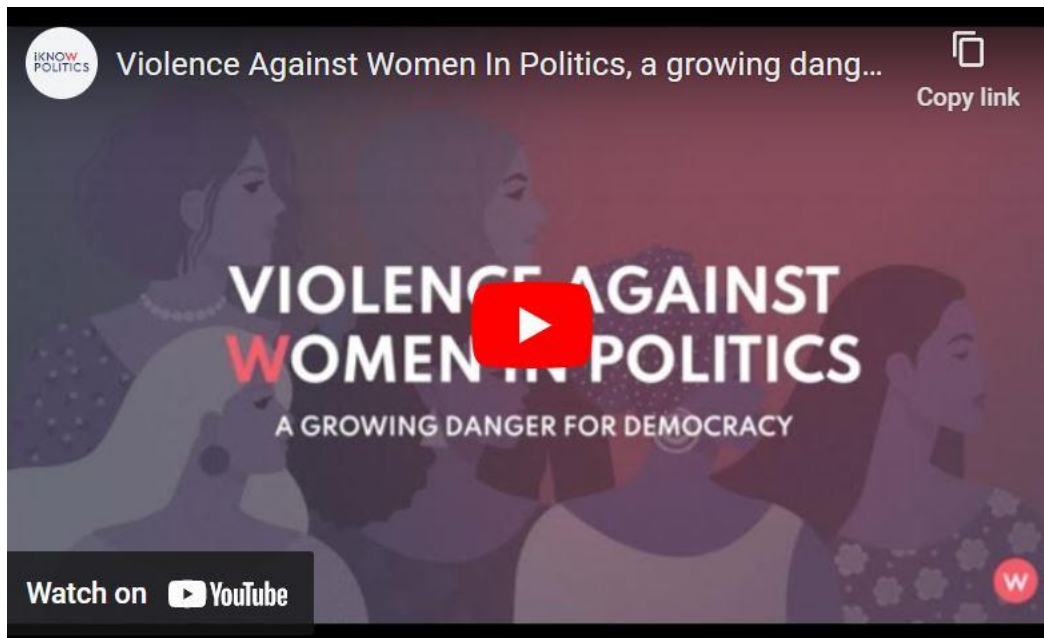 iKNOW
POLITICS
Violence Against Women In Politics, a growing dang...
Copy link
VIOLENCE AGAINST
WOMEN IN POLITICS
A GROWING DANGER FOR DEMOCRACY
Watch on YouTube
W